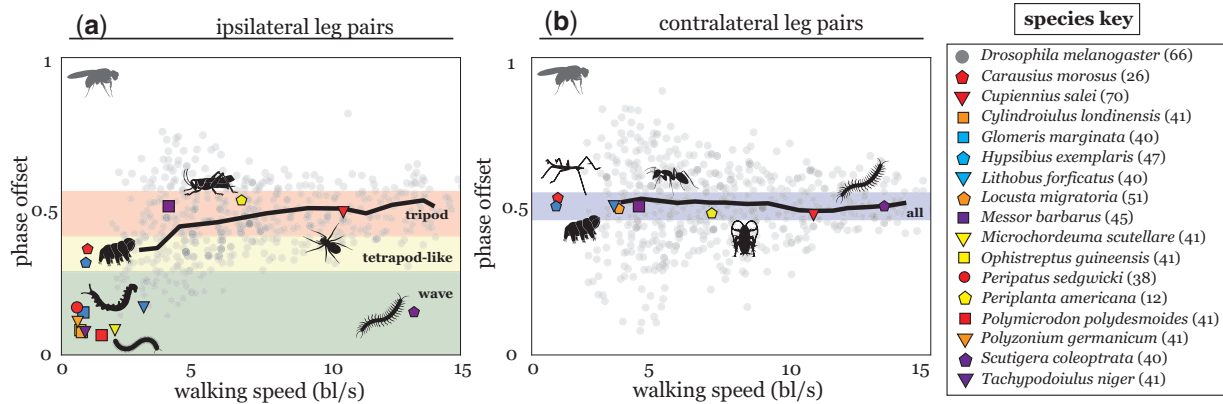 (a) ipsilateral leg pairs
1
0.5
0
phase offset
tripod
tetrapod-like
wave
0 5 10 15
walking speed (bl/s)
(b) contralateral leg pairs
1
0.5
0
phase offset
all
0 5 10 15
walking speed (bl/s)
species key
Drosophila melanogaster (66)
Carausius morosus (26)
Cupiennius salei (70)
Cylindroiulus londinensis (41)
Glomeris marginata (40)
Hypsibius exemplaris (47)
Lithobus forficatus (40)
Locusta migratoria (51)
Messor barbarus (45)
Microchordeuma scutellare (41)
Ophistreptus guineensis (41)
Peripatus sedgwicki (38)
Periplanta americana (12)
Polymicrodon polydesmoides (41)
Polyzonium germanicum (41)
Scutigera coleoptrata (40)
Tachypodoiulus niger (41)